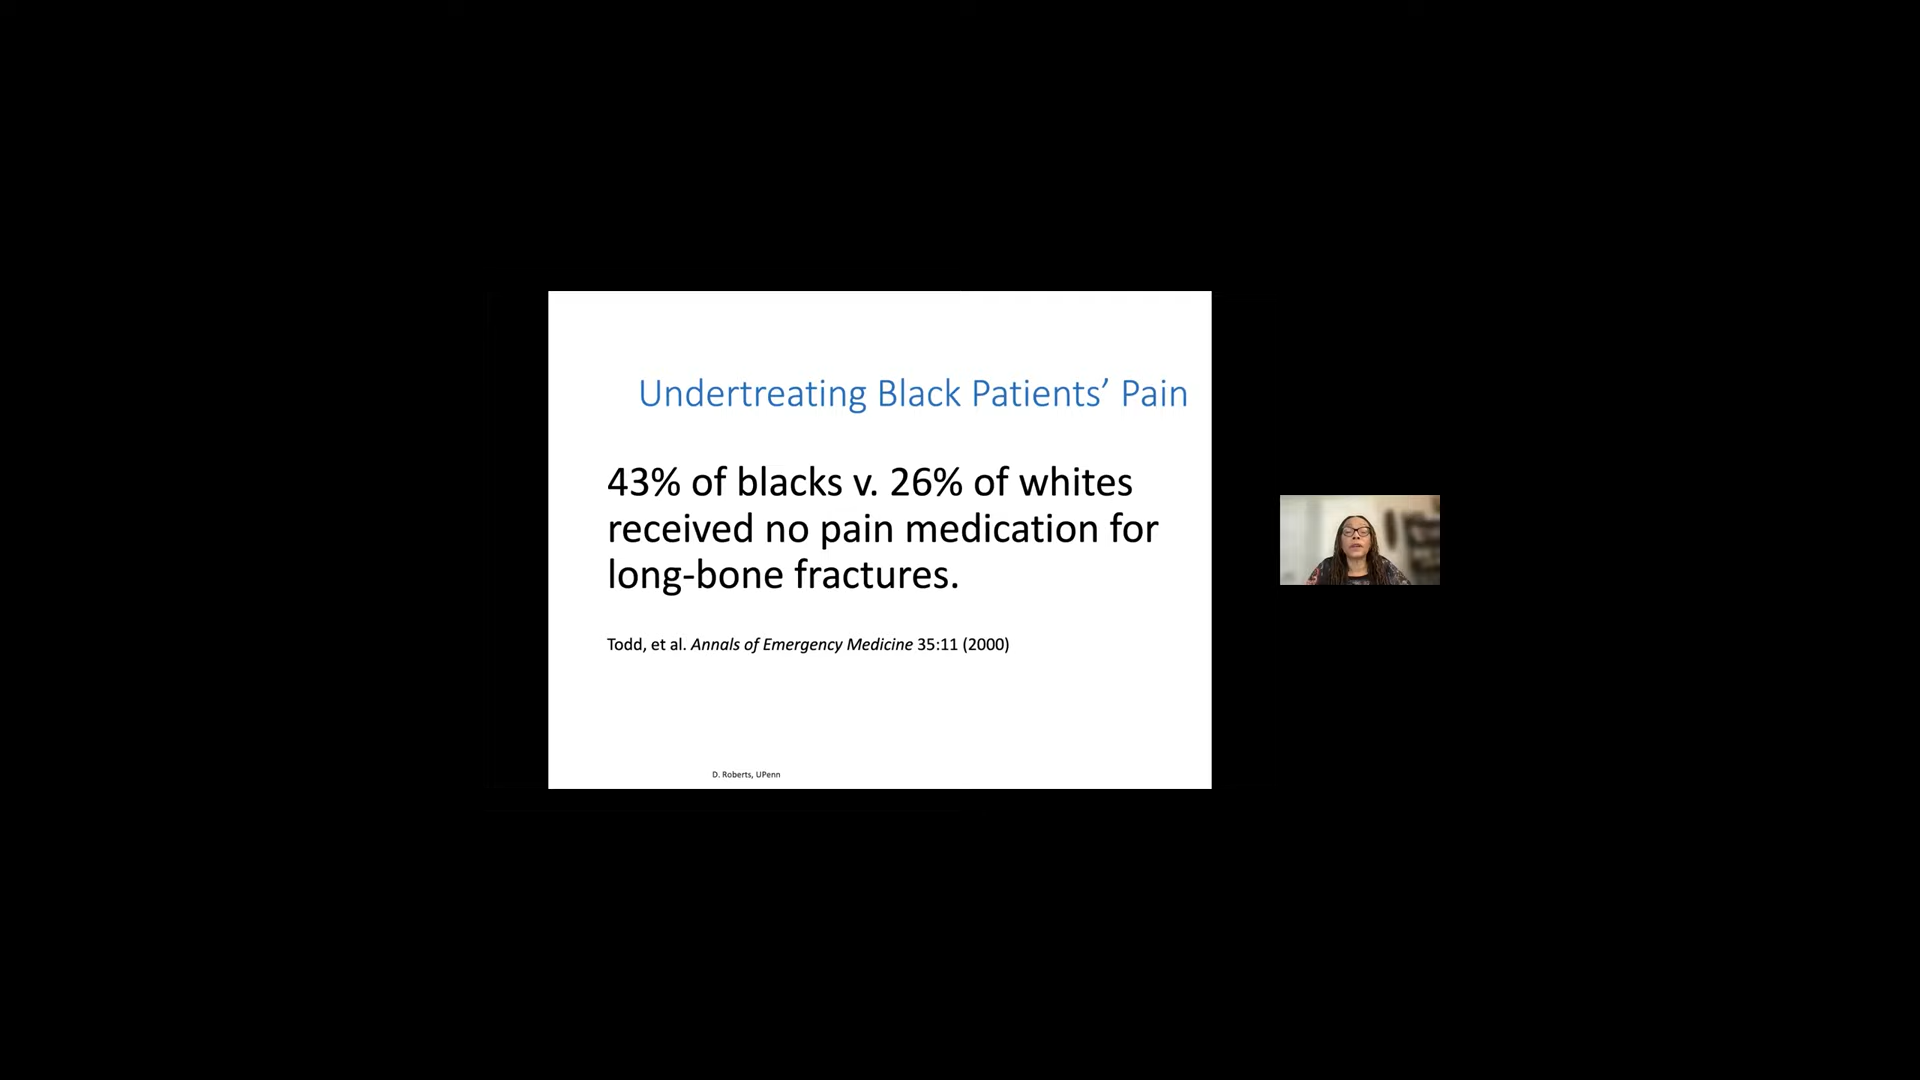 Undertreating Black Patients’ Pain
43% of blacks v. 26% of whites
received no pain medication for
long-bone fractures.
Todd, et al. Annals of Emergency Medicine 35:11 (2000)
D. Roberts, UPenn